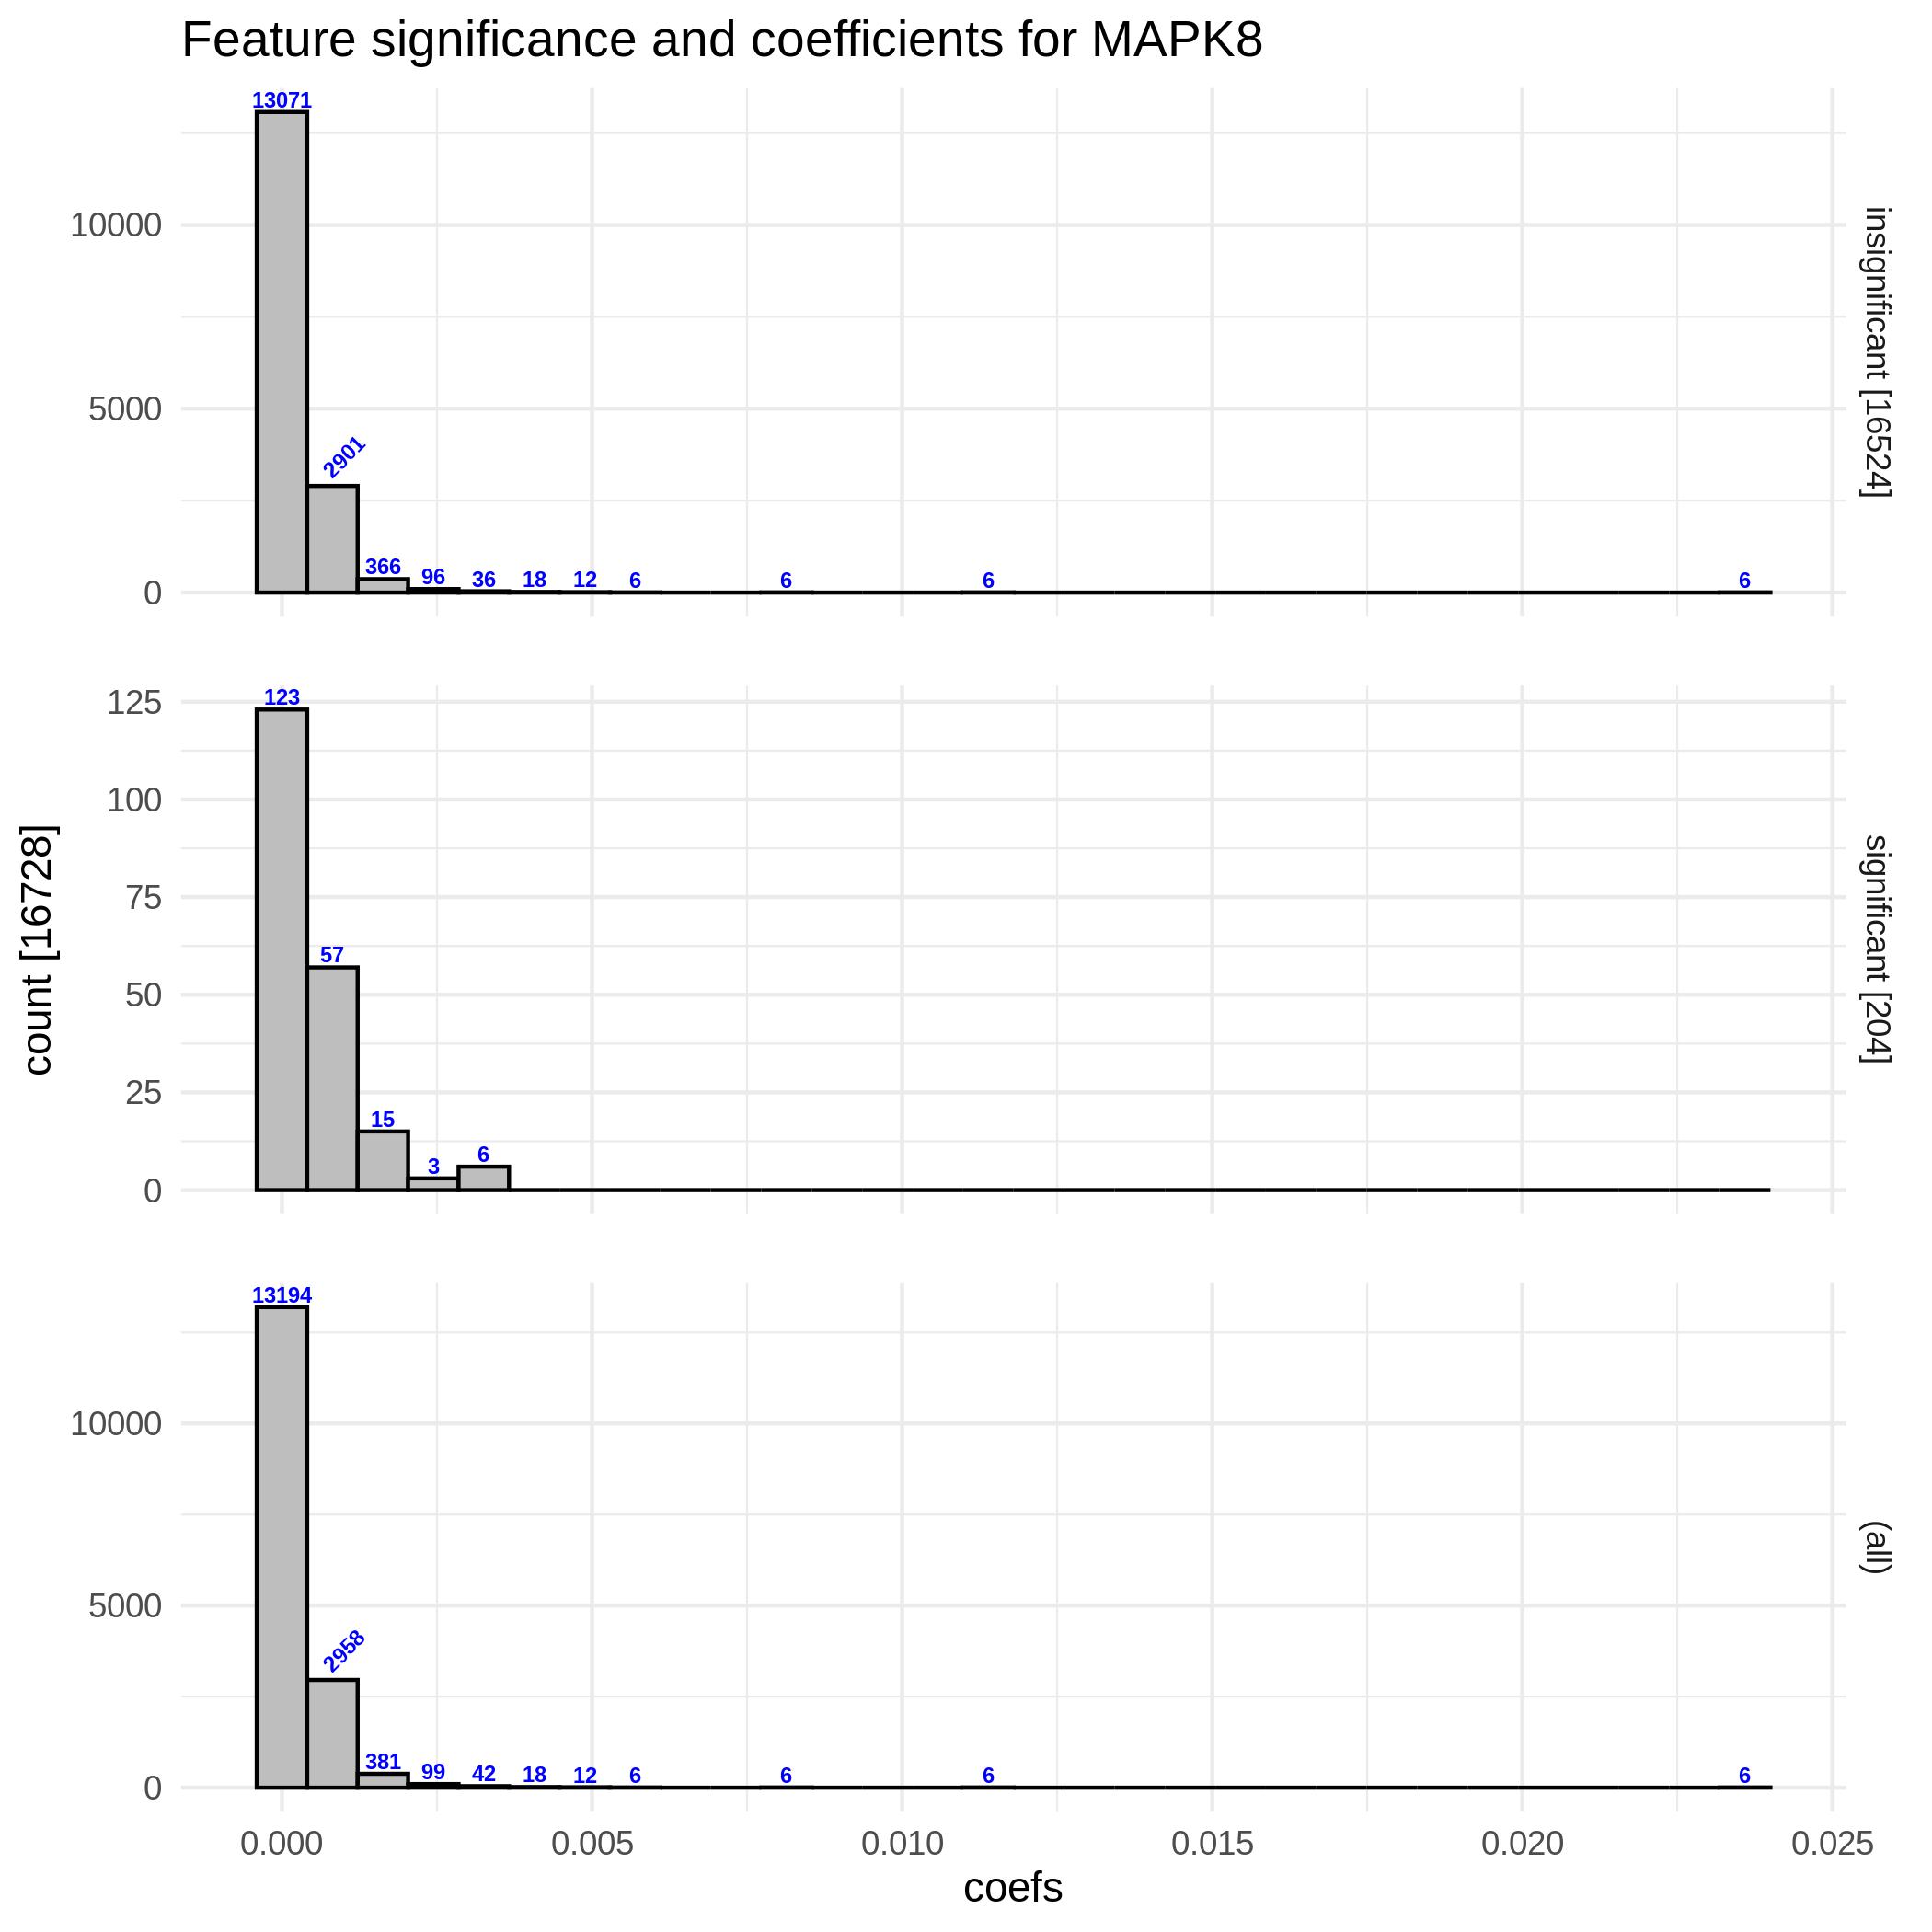 Feature significance and coefficients for MAPK8
13071
10000
5000
2901
366 96 36 18 12 6 6 6 6
0
insignificant [16524]
count [16728]
125
123
100
75
57
50
25
15
3
6
0
significant [204]
13194
10000
5000
2958
381 99 42 18 12 6 6 6 6
0
(all)
0.000 0.005 0.010 0.015 0.020 0.025
coefs